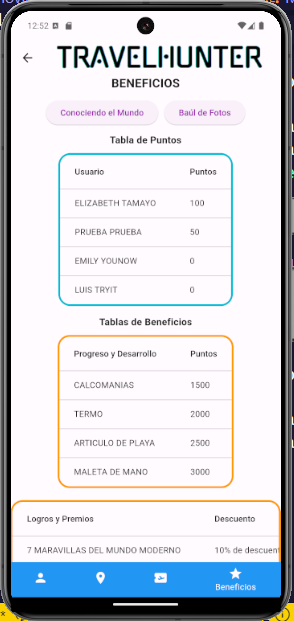 12:52
TRAVELHUNTER
BENEFICIOS
Conociendo el Mundo Baúl de Fotos
Tabla de Puntos
Usuario Puntos
ELIZABETH TAMAYO 100
PRUEBA PRUEBA 50
EMILY YOUNOW 0
LUIS TRYIT 0
Tablas de Beneficios
Progreso y Desarrollo Puntos
CALCOMANIAS 1500
TERMO 2000
ARTICULO DE PLAYA 2500
MALETA DE MANO 3000
Logros y Premios Descuento
7 MARAVILLAS DEL MUNDO MODERNO 10% de descuen
Beneficios